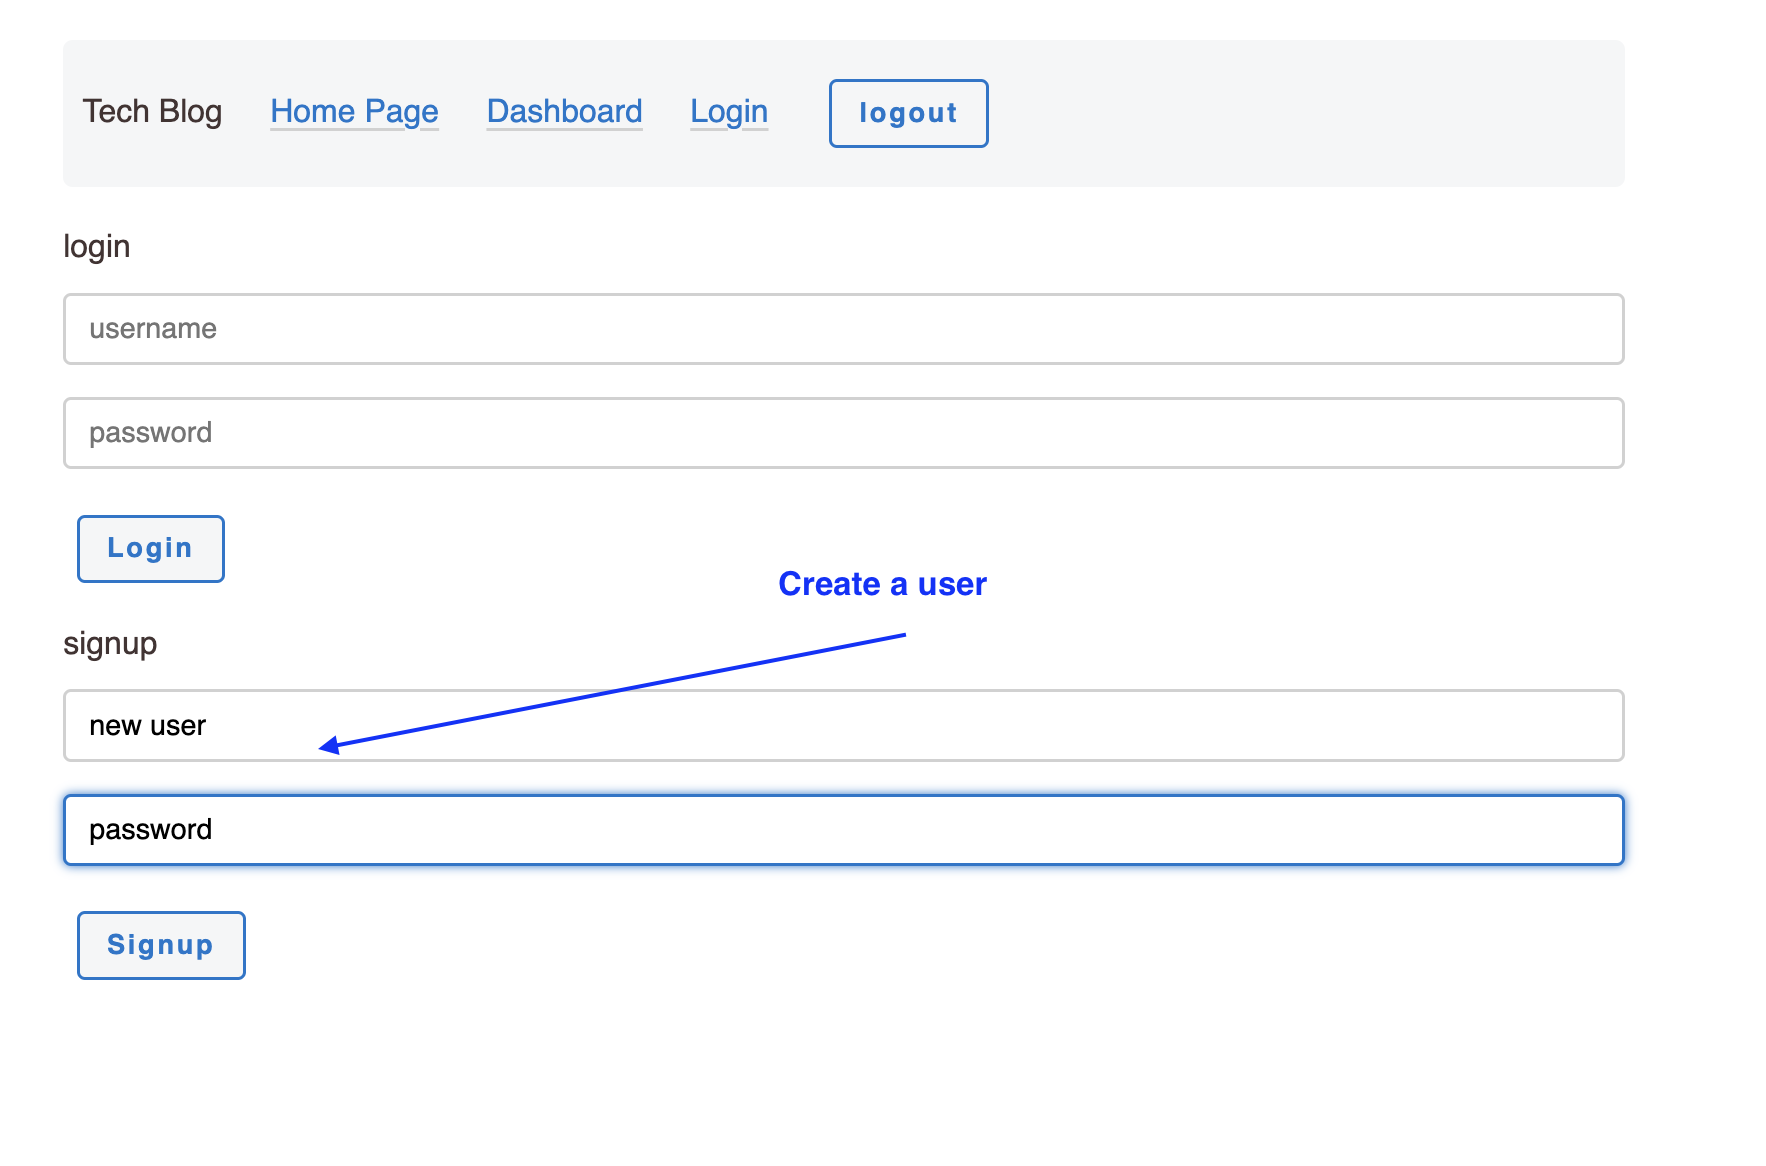 Tech Blog Home Page Dashboard Login logout
login
username
password
Login
Create a user
signup
new user
password
Signup